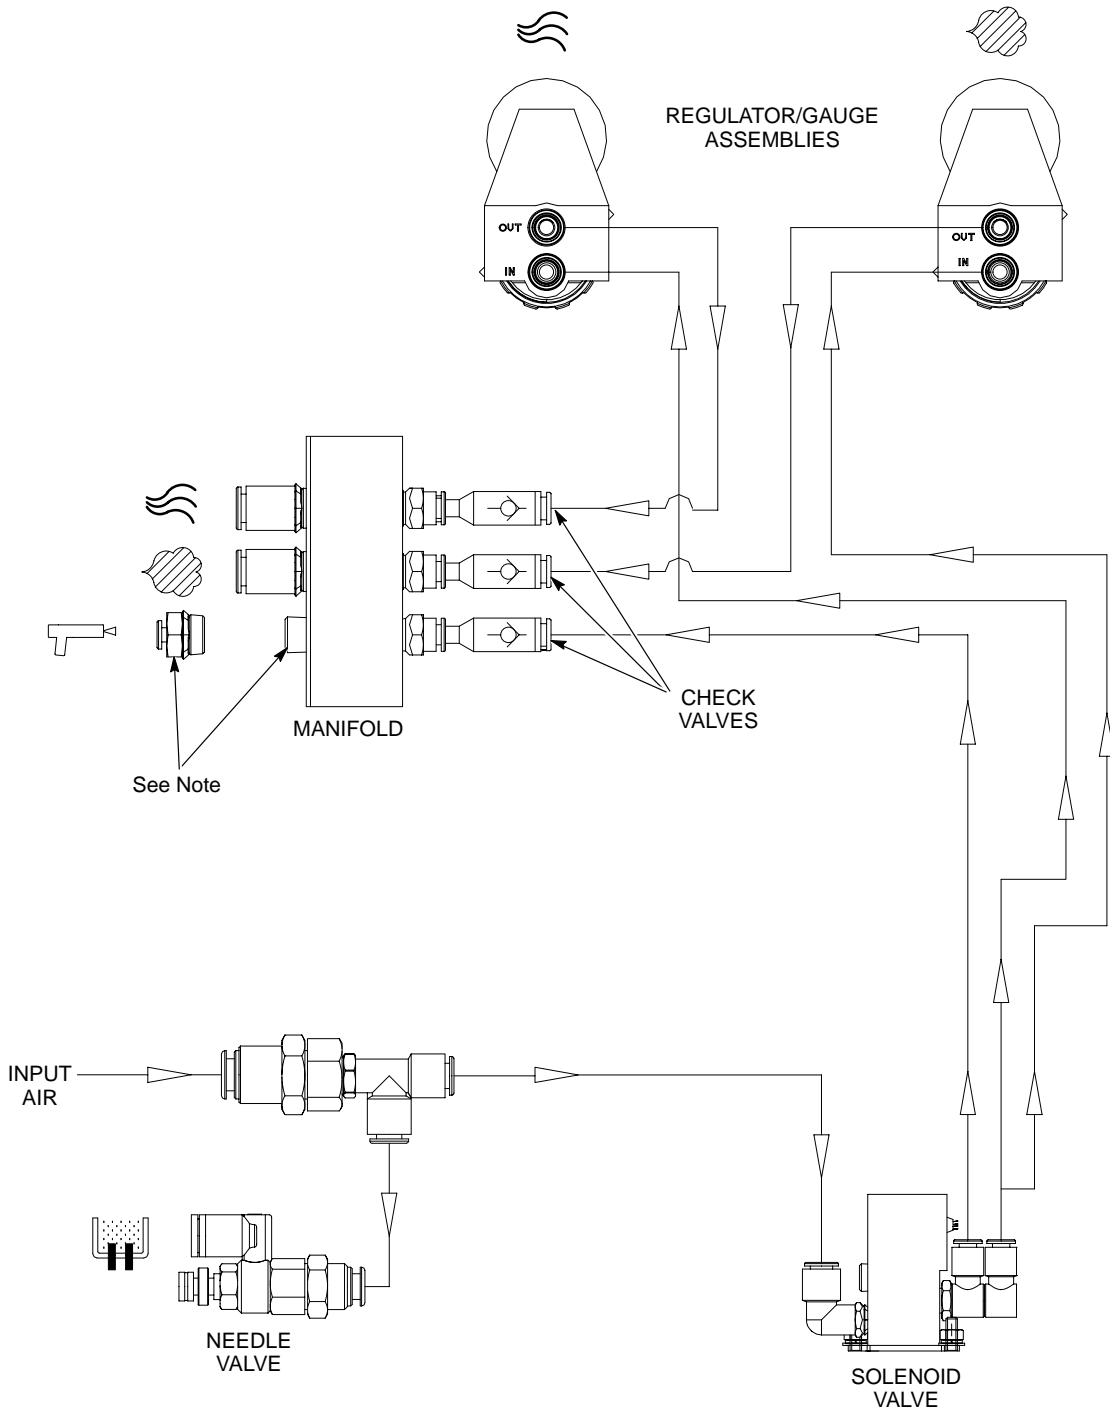 REGULATOR/GAUGE
ASSEMBLIES
OUT
IN
OUT
IN
MANIFOLD
CHECK
VALVES
See Note
INPUT
AIR
NEEDLE
VALVE
SOLENOID
VALVE